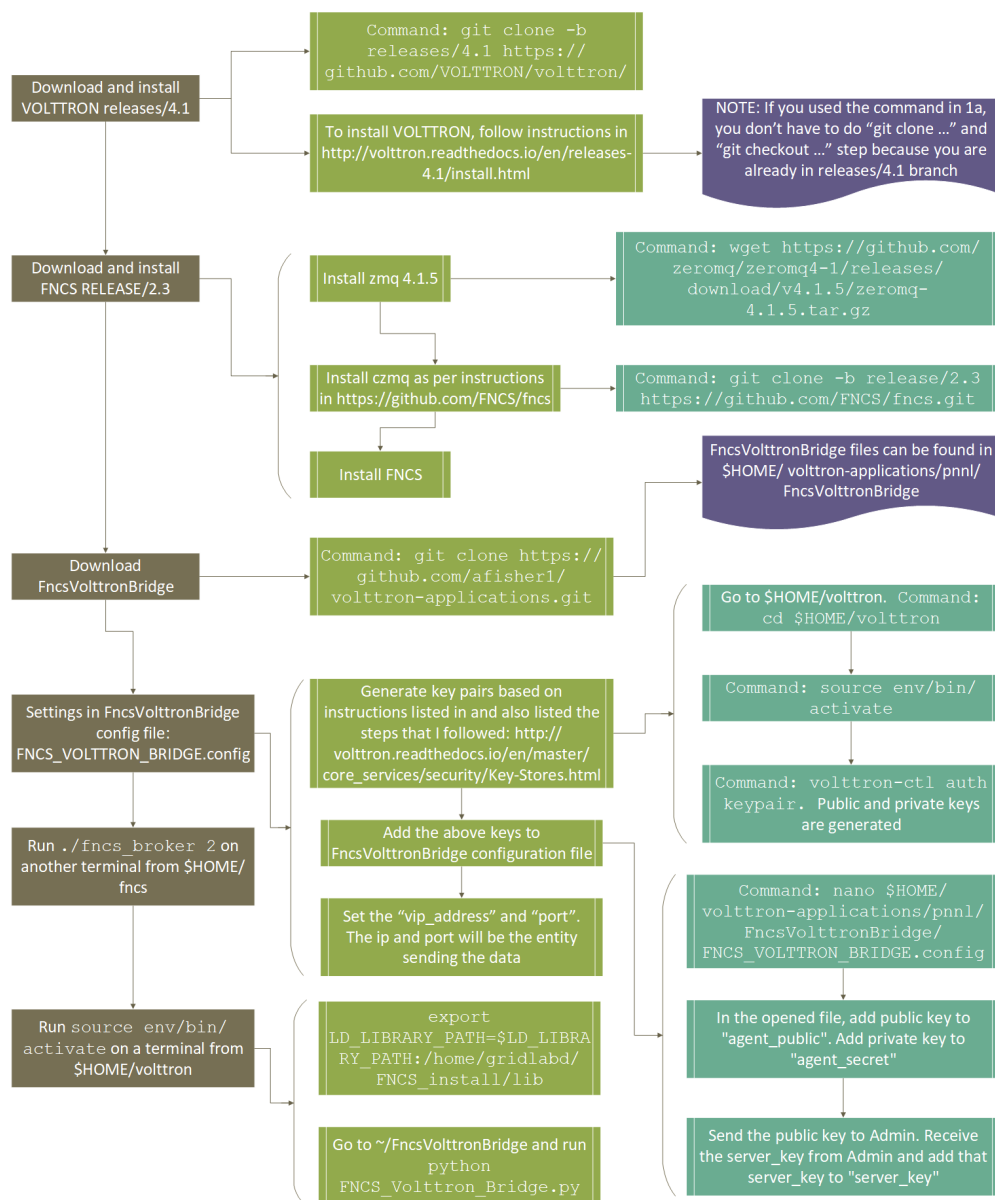 Command: git clone -b
releases/4.1 https://
github.com/VOLTTRON/volttron/
Download and install
VOLTTRON releases/4.1
To install VOLTTRON, follow instructions in
http://volttron.readthedocs.io/en/releases-
4.1/install.html
NOTE: If you used the command in 1a,
you don’t have to do “git clone …” and
“git checkout …” step because you are
already in releases/4.1 branch
Download and install
FNCS RELEASE/2.3
Install zmq 4.1.5
Command: wget https://github.com/
zeromq/zeromq4-1/releases/
download/v4.1.5/zeromq-
4.1.5.tar.gz
Install czmq as per instructions
in https://github.com/FNCS/fncs
Command: git clone -b release/2.3
https://github.com/FNCS/fncs.git
Install FNCS
FncsVolttronBridge files can be found in
$HOME/ volttron-applications/pnnl/
FncsVolttronBridge
Download
FncsVolttronBridge
Command: git clone https://
github.com/afisher1/
volttron-applications.git
Go to $HOME/volttron. Command:
cd $HOME/volttron
Command: source env/bin/
activate
Command: volttron-ctl auth
keypair. Public and private keys
are generated
Settings in FncsVolttronBridge
config file:
FNCS_VOLTTRON_BRIDGE.config
Generate key pairs based on
instructions listed in and also listed the
steps that I followed: http://
volttron.readthedocs.io/en/master/
core_services/security/Key-Stores.html
Add the above keys to
FncsVolttronBridge configuration file
Set the “vip_address” and “port”.
The ip and port will be the entity
sending the data
Run ./fncs_broker 2 on
another terminal from $HOME/
fncs
Command: nano $HOME/
volttron-applications/pnnl/
FncsVolttronBridge/
FNCS_VOLTTRON_BRIDGE.config
In the opened file, add public key to
"agent_public". Add private key to
"agent_secret"
Send the public key to Admin. Receive
the server_key from Admin and add that
server_key to "server_key"
Run source env/bin/
activate on a terminal from
$HOME/volttron
export
LD_LIBRARY_PATH=$LD_LIBRA
RY_PATH:/home/gridlabd/
FNCS_install/lib
Go to ~/FncsVolttronBridge and run
python
FNCS_Volttron_Bridge.py